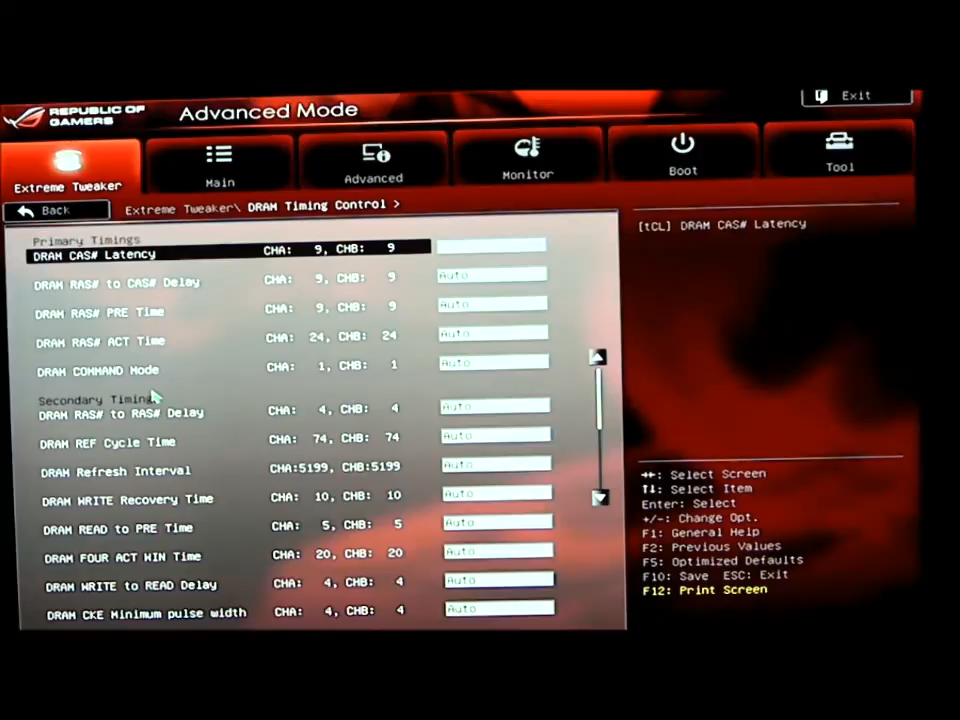 REPUBLIC OF GAMERS
Advanced Mode
Exit
Extreme Tweaker
Main
Advanced
Monitor
Boot
Tool
Back
Extreme Tweaker\ DRAM Timing Control >
Primary Timings
DRAM CAS# Latency CHA: 9, CHB: 9
DRAM RAS# to CAS# Delay CHA: 9, CHB: 9 Auto
DRAM RAS# PRE Time CHA: 9, CHB: 9 Auto
DRAM RAS# ACT Time CHA: 24, CHB: 24 Auto
DRAM COMMAND Mode CHA: 1, CHB: 1 Auto
Secondary Timings
DRAM RAS# to RAS# Delay CHA: 4, CHB: 4 Auto
DRAM REF Cycle Time CHA: 74, CHB: 74 Auto
DRAM Refresh Interval CHA:5199, CHB:5199 Auto
DRAM WRITE Recovery Time CHA: 10, CHB: 10 Auto
DRAM READ to PRE Time CHA: 5, CHB: 5 Auto
DRAM FOUR ACT WIN Time CHA: 20, CHB: 20 Auto
DRAM WRITE to READ Delay CHA: 4, CHB: 4 Auto
DRAM CKE Minimum pulse width CHA: 4, CHB: 4 Auto
[tCL] DRAM CAS# Latency
→←: Select Screen
↑↓: Select Item
Enter: Select
+/-: Change Opt.
F1: General Help
F2: Previous Values
F5: Optimized Defaults
F10: Save ESC: Exit
F12: Print Screen